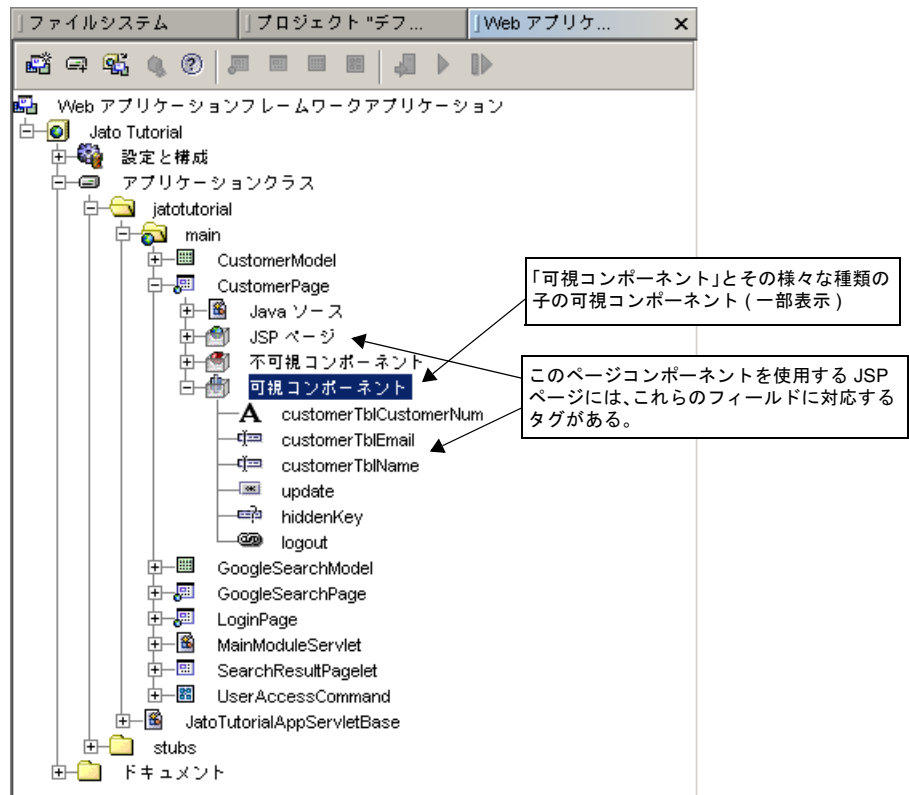 ファイルシステム
プロジェクト "デフ...
Web アプリケ...
Web アプリケーションフレームワークアプリケーション
Jato Tutorial
設定と構成
アプリケーションクラス
jatotutorial
main
CustomerModel
CustomerPage
Java ソース
JSP ページ
不可視コンポーネント
可視コンポーネント
customerTblCustomerNum
customerTblEmail
customerTblName
update
hiddenKey
logout
GoogleSearchModel
GoogleSearchPage
LoginPage
MainModuleServlet
SearchResultPagelet
UserAccessCommand
JatoTutorialAppServletBase
stubs
ドキュメント
「可視コンポーネント」とその様々な種類の
子の可視コンポーネント ( 一部表示 )
このページコンポーネントを使用する JSP
ページには、これらのフィールドに対応する
タグがある。